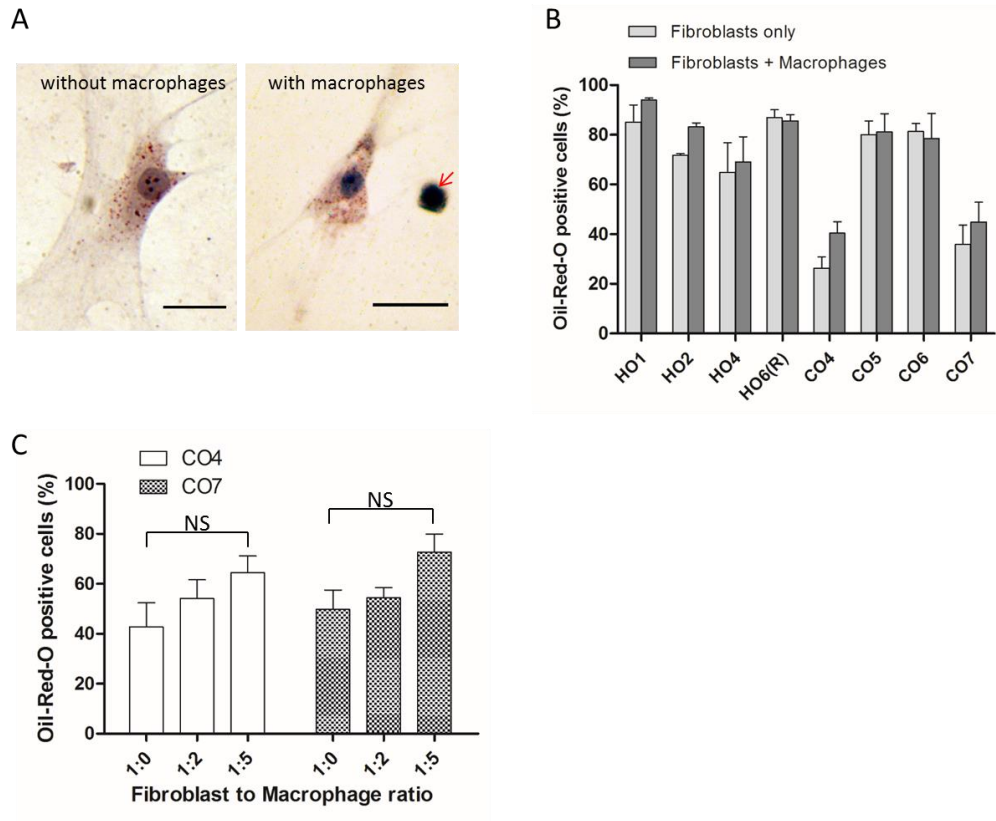 A
without macrophages
with macrophages
B
Fibroblasts only
Fibroblasts + Macrophages
Oil-Red-O positive cells (%)
100
80
60
40
20
0
HO1
HO2
HO4
HO6(R)
CO4
CO5
CO6
CO7
C
CO4
CO7
Oil-Red-O positive cells (%)
100
80
60
40
20
0
NS
NS
1:0
1:2
1:5
1:0
1:2
1:5
Fibroblast to Macrophage ratio